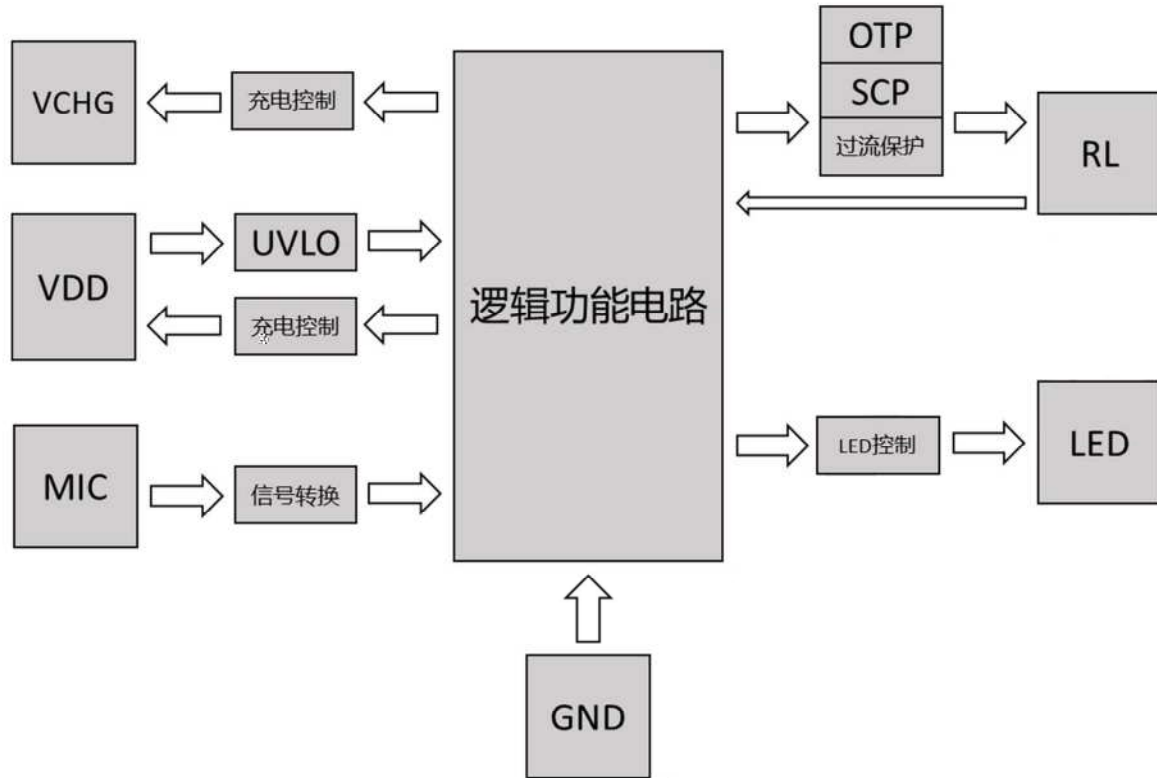 OTP
SCP
过流保护
VCHG
充电控制
RL
VDD
UVLO
充电控制
逻辑功能电路
MIC
信号转换
LED控制
LED
GND